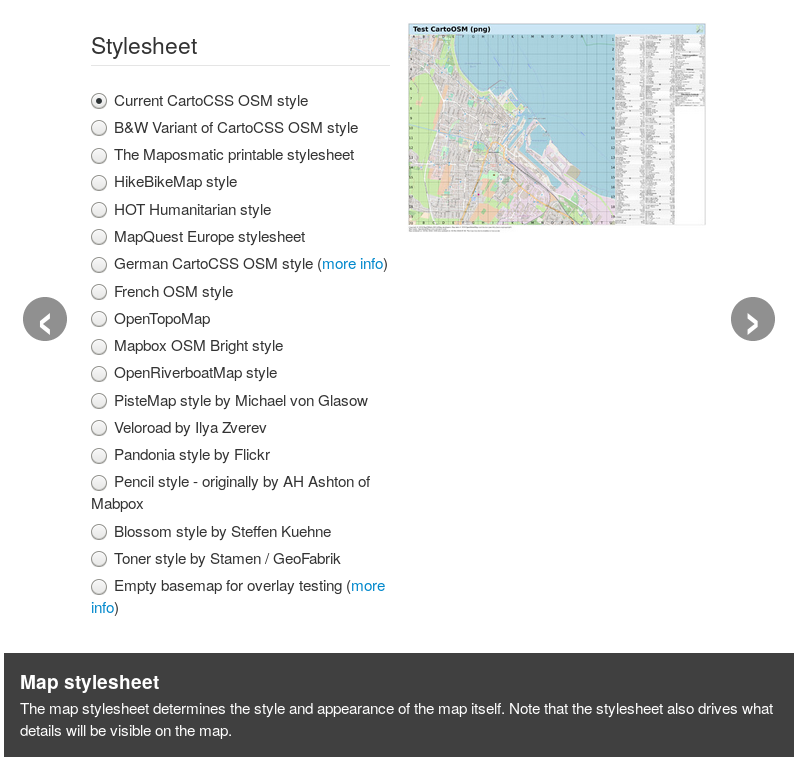 Stylesheet
Test CartoOSM (png)
Current CartoCSS OSM style
B&W Variant of CartoCSS OSM style
The Maposmatic printable stylesheet
HikeBikeMap style
HOT Humanitarian style
MapQuest Europe stylesheet
German CartoCSS OSM style (more info)
French OSM style
OpenTopoMap
Mapbox OSM Bright style
OpenRiverboatMap style
PisteMap style by Michael von Glasow
Veloroad by Ilya Zverev
Pandonia style by Flickr
Pencil style - originally by AH Ashton of
Mabpox
Blossom style by Steffen Kuehne
Toner style by Stamen / GeoFabrik
Empty basemap for overlay testing (more
info)
Map stylesheet
The map stylesheet determines the style and appearance of the map itself. Note that the stylesheet also drives what
details will be visible on the map.